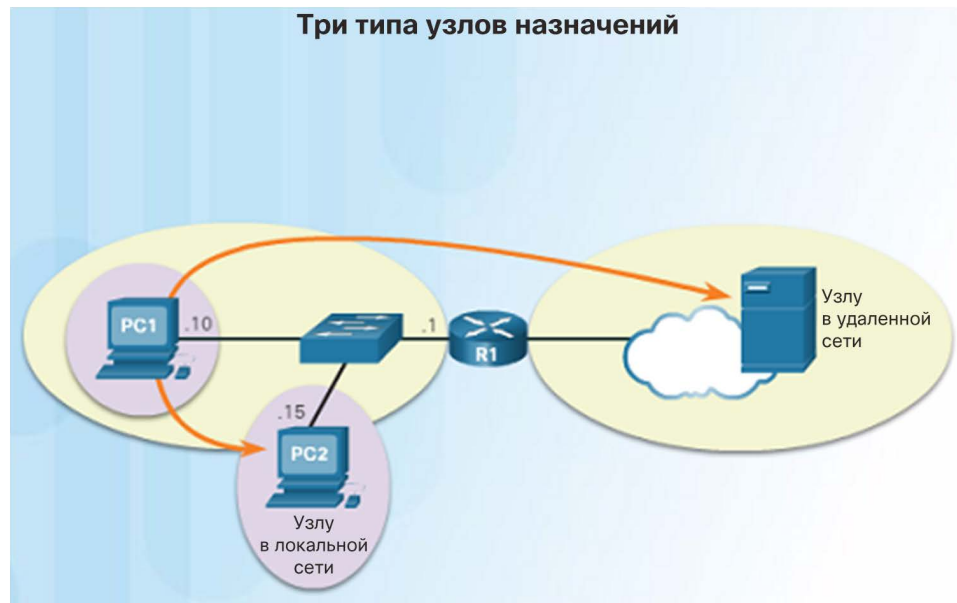 Три типа узлов назначений
PC1
.10
.1
R1
Узлу
в удаленной
сети
.15
PC2
Узлу
в локальной
сети